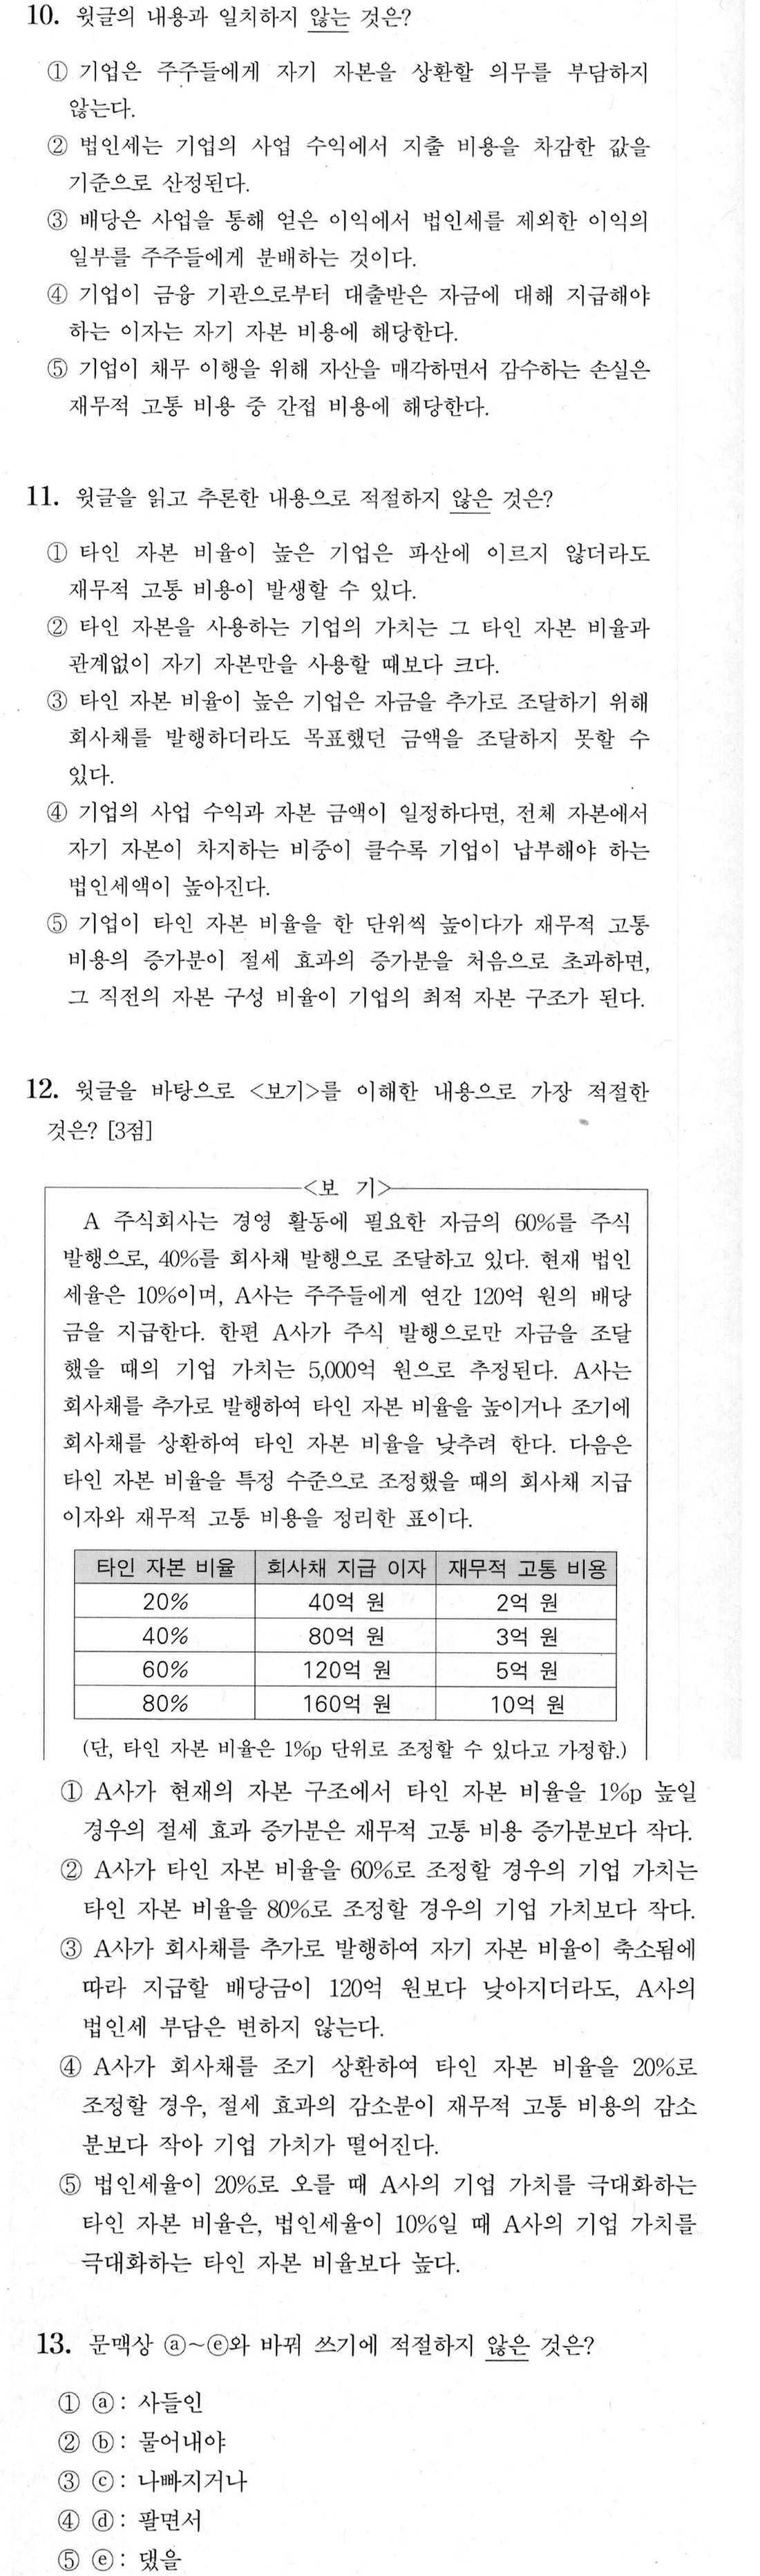 10. 윗글의 내용과 일치하지 않는 것은?
① 기업은 주주들에게 자기 자본을 상환할 의무를 부담하지
않는다.
② 법인세는 기업의 사업 수익에서 지출 비용을 차감한 값을
기준으로 산정된다.
③ 배당은 사업을 통해 얻은 이익에서 법인세를 제외한 이익의
일부를 주주들에게 분배하는 것이다.
④ 기업이 금융 기관으로부터 대출받은 자금에 대해 지급해야
하는 이자는 자기 자본 비용에 해당한다.
⑤ 기업이 채무 이행을 위해 자산을 매각하면서 감수하는 손실은
재무적 고통 비용 중 간접 비용에 해당한다.
11. 윗글을 읽고 추론한 내용으로 적절하지 않은 것은?
① 타인 자본 비율이 높은 기업은 파산에 이르지 않더라도
재무적 고통 비용이 발생할 수 있다.
② 타인 자본을 사용하는 기업의 가치는 그 타인 자본 비율과
관계없이 자기 자본만을 사용할 때보다 크다.
③ 타인 자본 비율이 높은 기업은 자금을 추가로 조달하기 위해
회사채를 발행하더라도 목표했던 금액을 조달하지 못할 수
있다.
④ 기업의 사업 수익과 자본 금액이 일정하다면, 전체 자본에서
자기 자본이 차지하는 비중이 클수록 기업이 납부해야 하는
법인세액이 높아진다.
⑤ 기업이 타인 자본 비율을 한 단위씩 높이다가 재무적 고통
비용의 증가분이 절세 효과의 증가분을 처음으로 초과하면,
그 직전의 자본 구성 비율이 기업의 최적 자본 구조가 된다.
12. 윗글을 바탕으로 <보기>를 이해한 내용으로 가장 적절한
것은? [3점]
<보 기>
A 주식회사는 경영 활동에 필요한 자금의 60%를 주식
발행으로, 40%를 회사채 발행으로 조달하고 있다. 현재 법인
세율은 10%이며, A사는 주주들에게 연간 120억 원의 배당
금을 지급한다. 한편 A사가 주식 발행으로만 자금을 조달
했을 때의 기업 가치는 5,000억 원으로 추정된다. A사는
회사채를 추가로 발행하여 타인 자본 비율을 높이거나 조기에
회사채를 상환하여 타인 자본 비율을 낮추려 한다. 다음은
타인 자본 비율을 특정 수준으로 조정했을 때의 회사채 지급
이자와 재무적 고통 비용을 정리한 표이다.
타인 자본 비율 회사채 지급 이자 재무적 고통 비용
20% 40억 원 2억 원
40% 80억 원 3억 원
60% 120억 원 5억 원
80% 160억 원 10억 원
(단, 타인 자본 비율은 1%p 단위로 조정할 수 있다고 가정함.)
① A사가 현재의 자본 구조에서 타인 자본 비율을 1%p 높일
경우의 절세 효과 증가분은 재무적 고통 비용 증가분보다 작다.
② A사가 타인 자본 비율을 60%로 조정할 경우의 기업 가치는
타인 자본 비율을 80%로 조정할 경우의 기업 가치보다 작다.
③ A사가 회사채를 추가로 발행하여 자기 자본 비율이 축소됨에
따라 지급할 배당금이 120억 원보다 낮아지더라도, A사의
법인세 부담은 변하지 않는다.
④ A사가 회사채를 조기 상환하여 타인 자본 비율을 20%로
조정할 경우, 절세 효과의 감소분이 재무적 고통 비용의 감소
분보다 작아 기업 가치가 떨어진다.
⑤ 법인세율이 20%로 오를 때 A사의 기업 가치를 극대화하는
타인 자본 비율은, 법인세율이 10%일 때 A사의 기업 가치를
극대화하는 타인 자본 비율보다 높다.
13. 문맥상 ⓐ~ⓔ와 바꿔 쓰기에 적절하지 않은 것은?
① ⓐ: 사들인
② ⓑ: 물어내야
③ ⓒ: 나빠지거나
④ ⓓ: 팔면서
⑤ ⓔ: 댔을